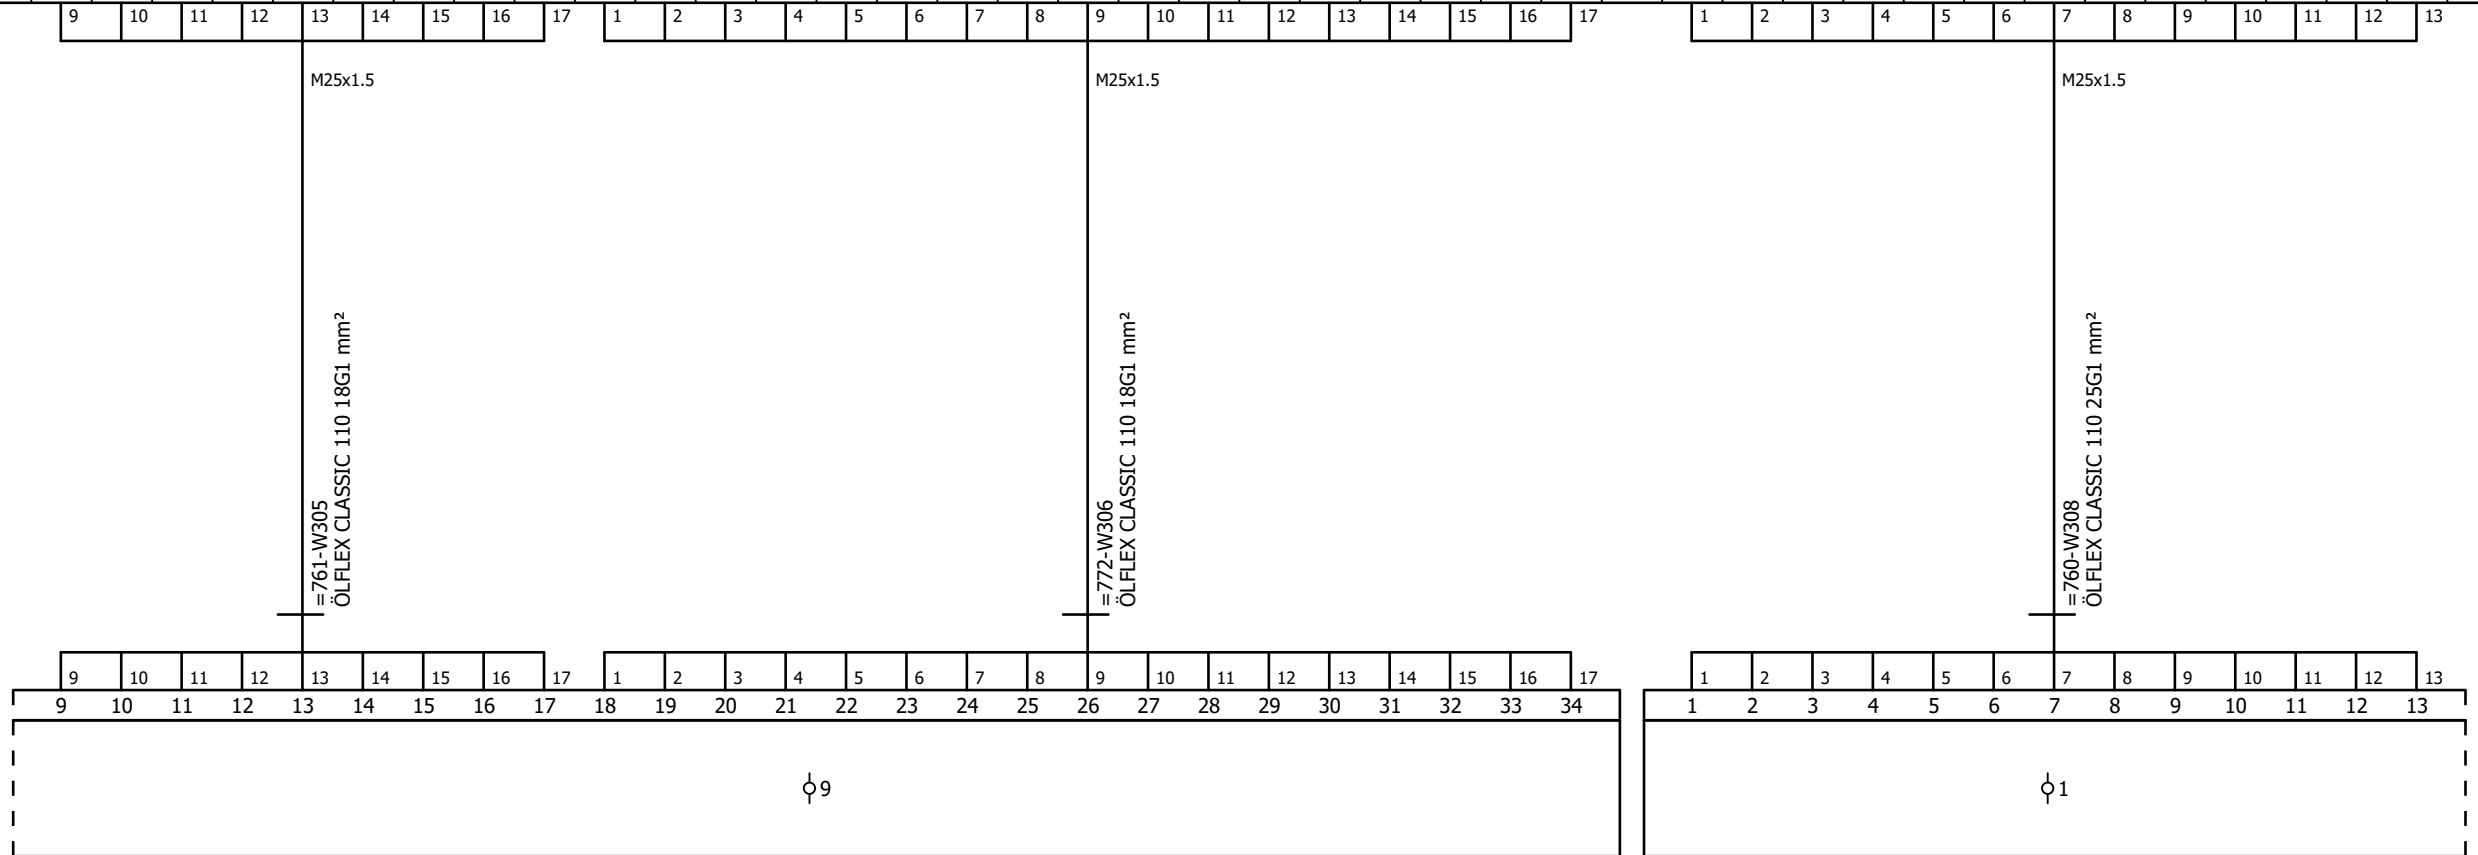 9 10 11 12 13 14 15 16 17 1 2 3 4 5 6 7 8 9 10 11 12 13 14 15 16 17 1 2 3 4 5 6 7 8 9 10 11 12 13
M25x1.5 M25x1.5 M25x1.5
=761-W305
ÖLFLEX CLASSIC 110 18G1 mm²
=772-W306
ÖLFLEX CLASSIC 110 18G1 mm²
=760-W308
ÖLFLEX CLASSIC 110 25G1 mm²
9 10 11 12 13 14 15 16 17 1 2 3 4 5 6 7 8 9 10 11 12 13 14 15 16 17 1 2 3 4 5 6 7 8 9 10 11 12 13
9 10 11 12 13 14 15 16 17 18 19 20 21 22 23 24 25 26 27 28 29 30 31 32 33 34 1 2 3 4 5 6 7 8 9 10 11 12 13
9 1